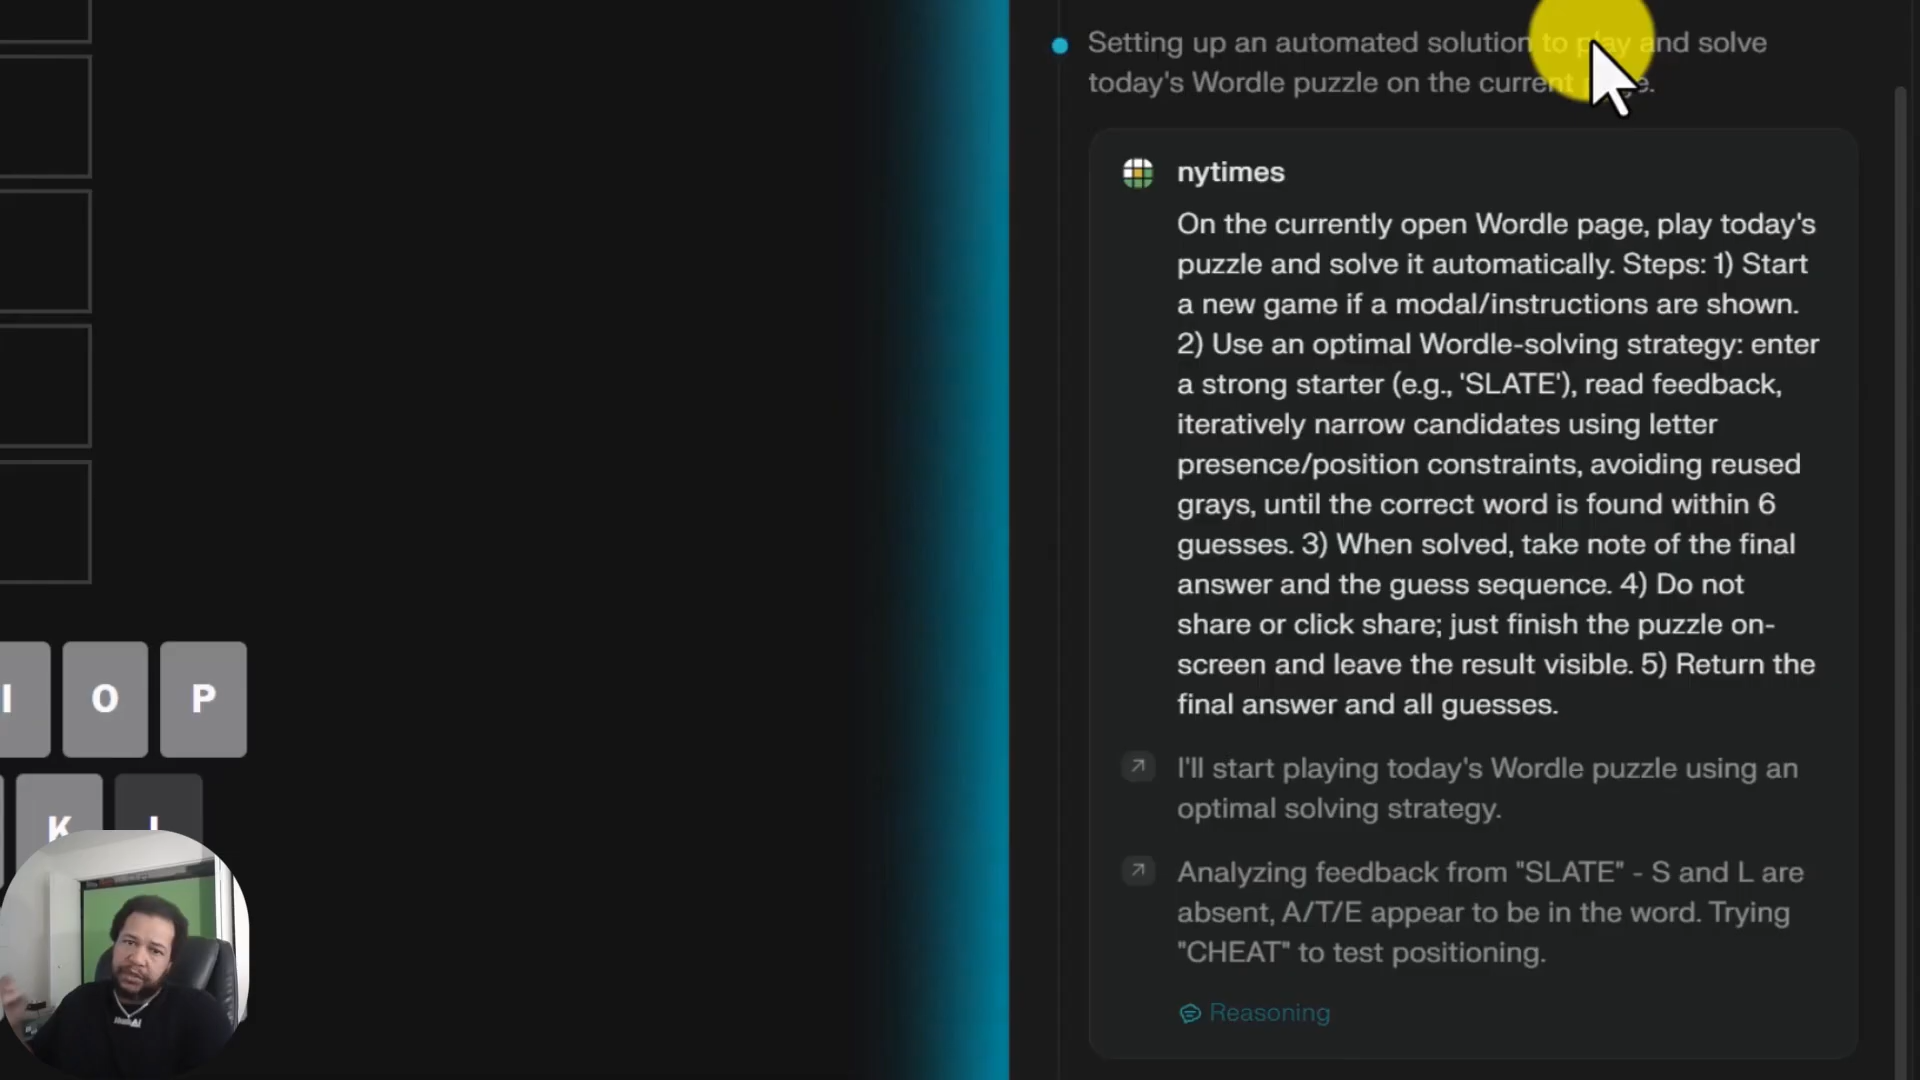 Setting up an automated solution to play and solve
today's Wordle puzzle on the current
nytimes
On the currently open Wordle page, play today's
puzzle and solve it automatically. Steps: 1) Start
a new game if a modal/instructions are shown.
2) Use an optimal Wordle-solving strategy: enter
a strong starter (e.g., 'SLATE'), read feedback,
iteratively narrow candidates using letter
presence/position constraints, avoiding reused
grays, until the correct word is found within 6
guesses. 3) When solved, take note of the final
answer and the guess sequence. 4) Do not
share or click share; just finish the puzzle on-
screen and leave the result visible. 5) Return the
final answer and all guesses.
I'll start playing today's Wordle puzzle using an
optimal solving strategy.
Analyzing feedback from "SLATE" - S and L are
absent, A/T/E appear to be in the word. Trying
"CHEAT" to test positioning.
Reasoning
I O P
K